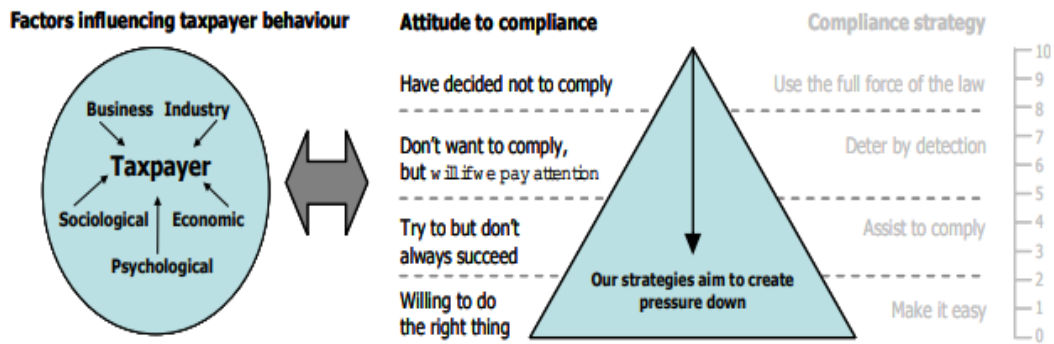 Factors influencing taxpayer behaviour
Business Industry
Taxpayer
Sociological Economic
Psychological
Attitude to compliance
Have decided not to comply
Don't want to comply,
but will if we pay attention
Try to but don't
always succeed
Willing to do
the right thing
Our strategies aim to create
pressure down
Compliance strategy
Use the full force of the law
Deter by detection
Assist to comply
Make it easy
10
9
8
7
6
5
4
3
2
1
0